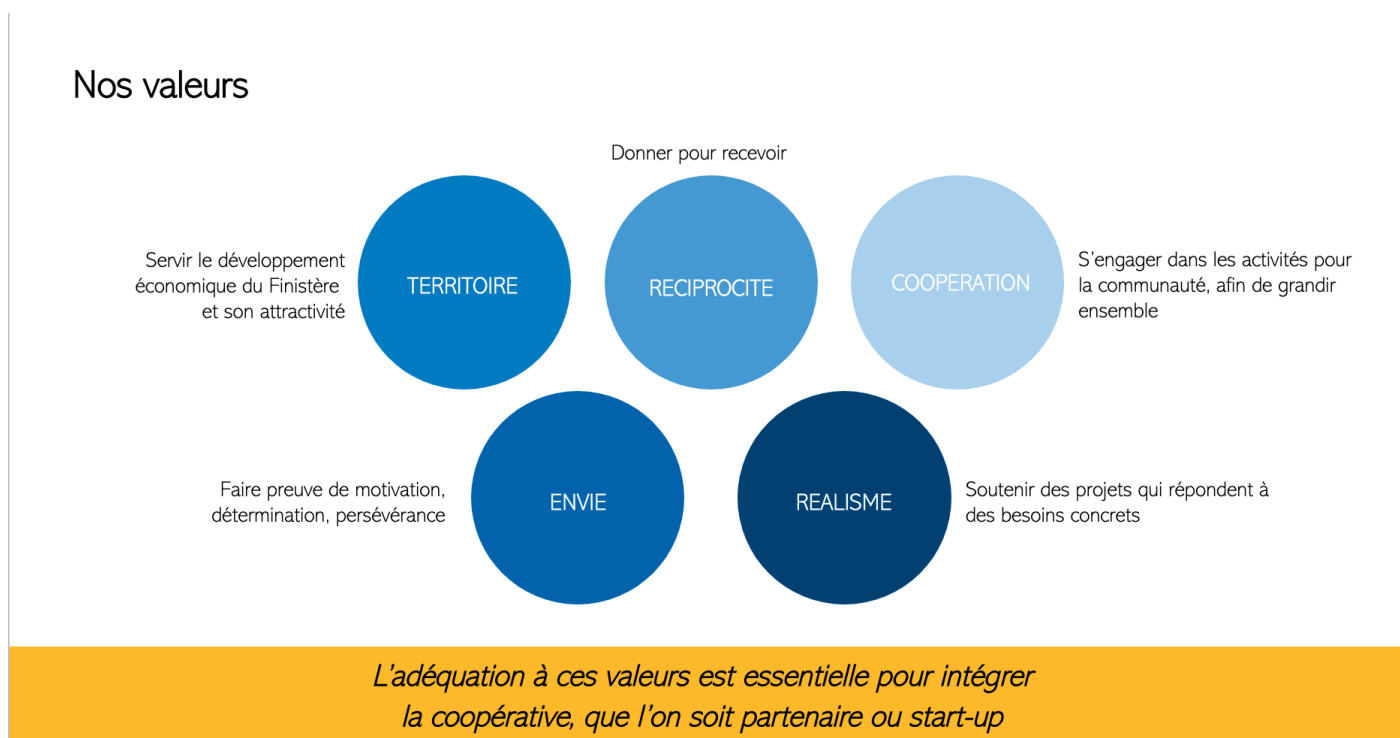 Nos valeurs
Donner pour recevoir
Servir le développement
économique du Finistère
et son attractivité
TERRITOIRE
RECIPROCITE
COOPERATION
S'engager dans les activités pour
la communauté, afin de grandir
ensemble
Faire preuve de motivation,
détermination, persévérance
ENVIE
REALISME
Soutenir des projets qui répondent à
des besoins concrets
L'adéquation à ces valeurs est essentielle pour intégrer
la coopérative, que l'on soit partenaire ou start-up